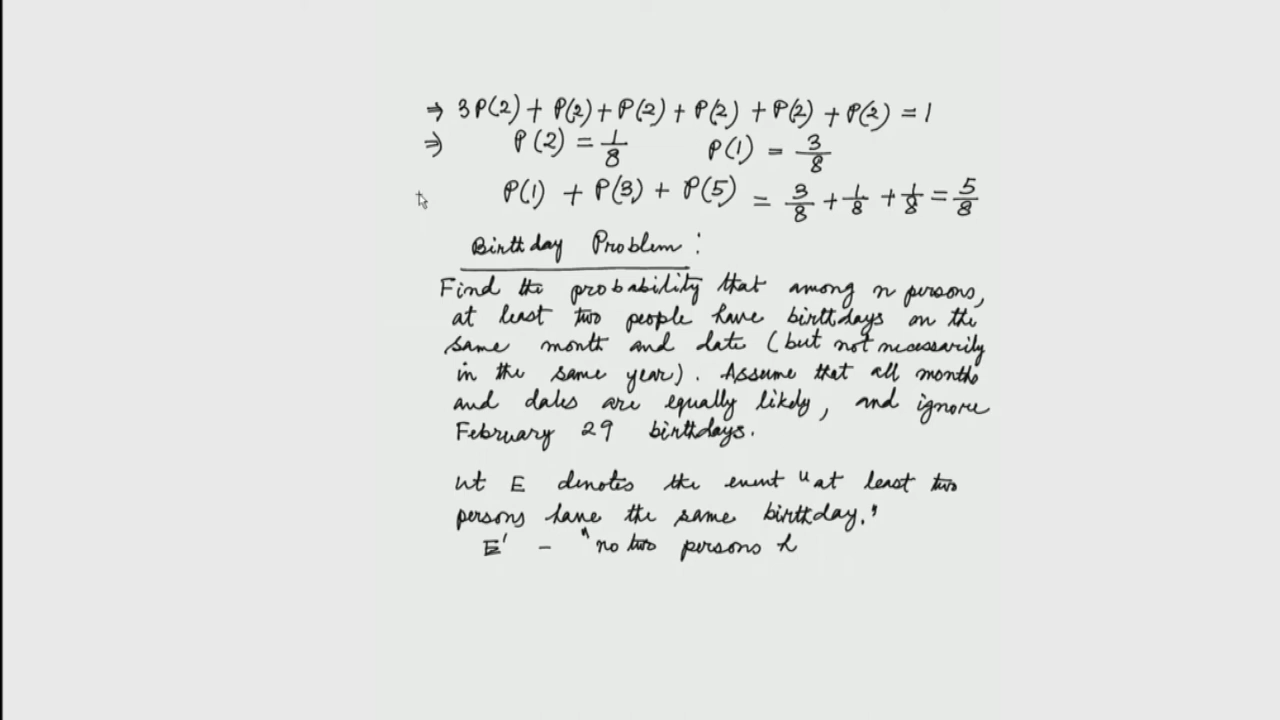 ⇒ 3P(2) + P(2) + P(2) + P(2) + P(2) + P(2) = 1
⇒ P(2) = 1/8 P(1) = 3/8
P(1) + P(3) + P(5) = 3/8 + 1/8 + 1/8 = 5/8
Birthday Problem :
Find the probability that among n persons,
at least two people have birthdays on the
same month and date (but not necessarily
in the same year). Assume that all months
and dates are equally likely, and ignore
February 29 birthdays.
Let E denotes the event "at least two
persons have the same birthday."
E' - "no two persons h